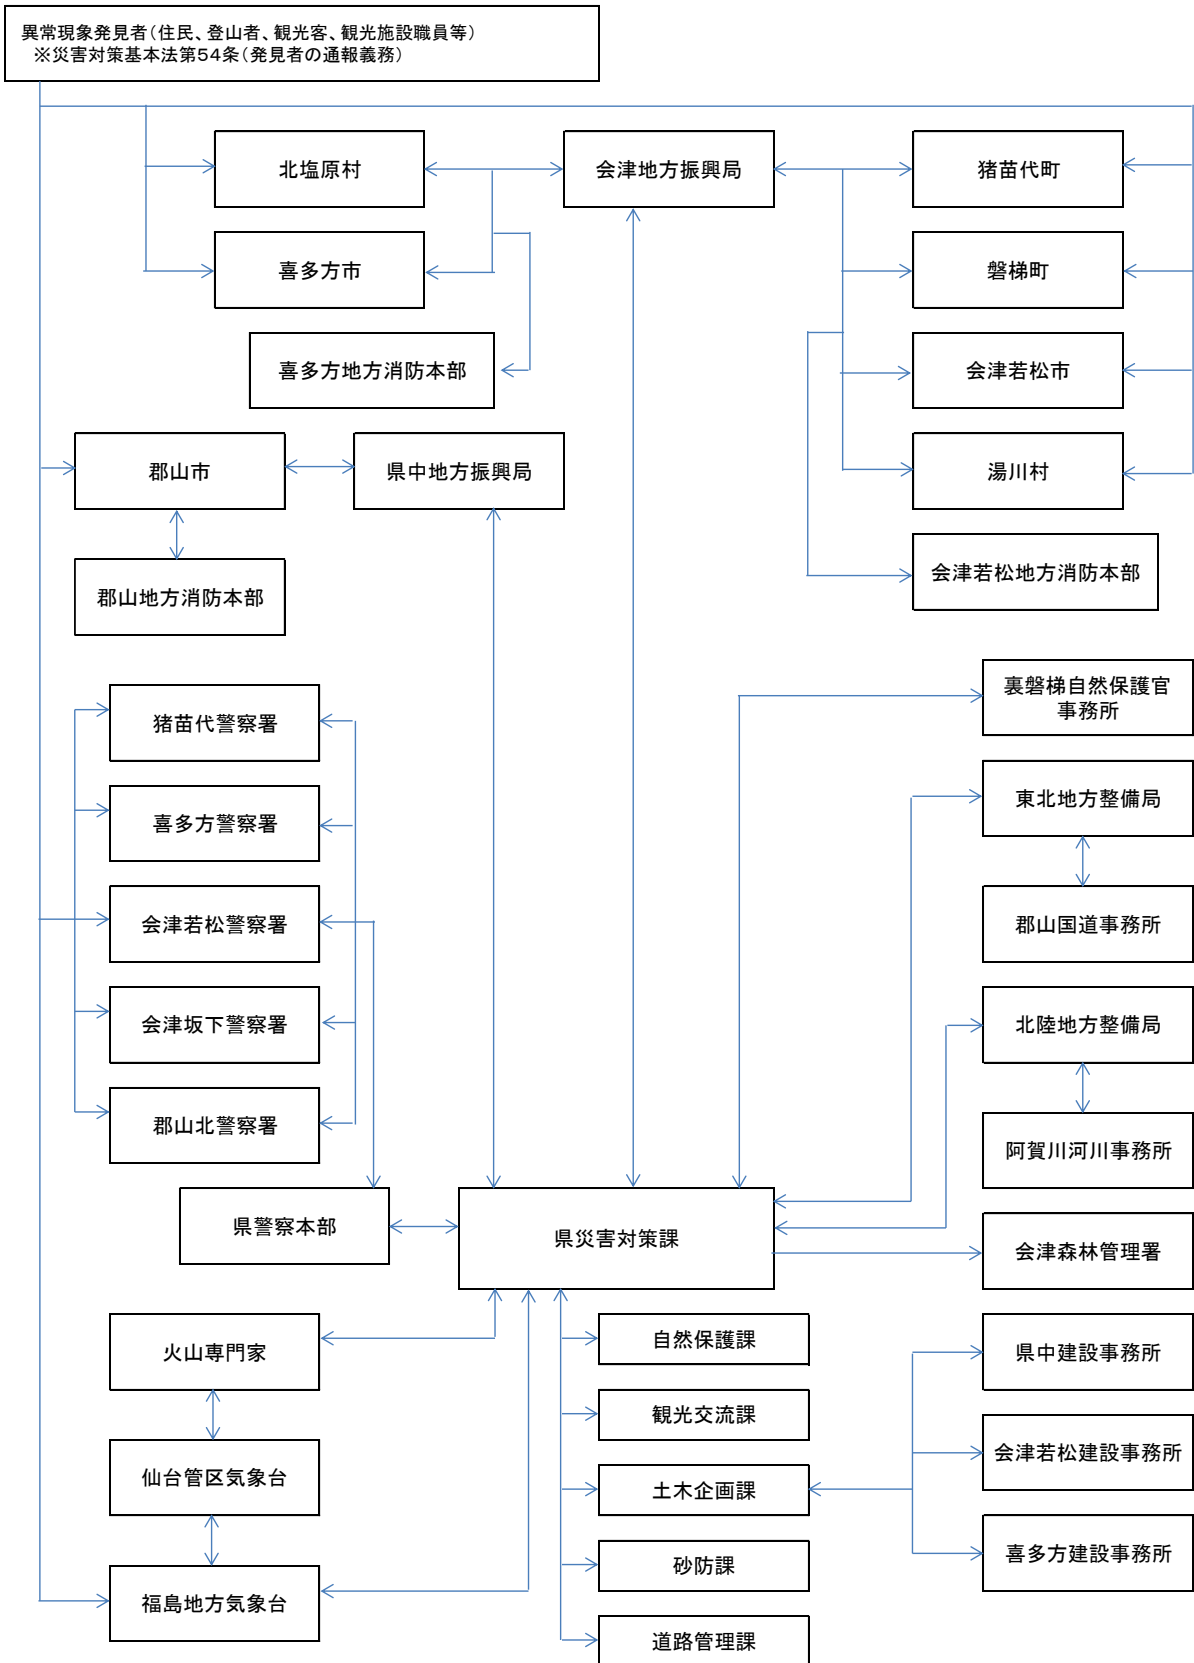 異常現象発見者(住民、登山者、観光客、観光施設職員等)
※災害対策基本法第54条(発見者の通報義務)
北塩原村
会津地方振興局
猪苗代町
喜多方市
磐梯町
喜多方地方消防本部
会津若松市
郡山市
県中地方振興局
湯川村
会津若松地方消防本部
郡山地方消防本部
裏磐梯自然保護官
事務所
猪苗代警察署
東北地方整備局
喜多方警察署
郡山国道事務所
会津若松警察署
北陸地方整備局
会津坂下警察署
郡山北警察署
阿賀川河川事務所
県警察本部
県災害対策課
会津森林管理署
火山専門家
自然保護課
県中建設事務所
観光交流課
会津若松建設事務所
仙台管区気象台
土木企画課
喜多方建設事務所
砂防課
福島地方気象台
道路管理課